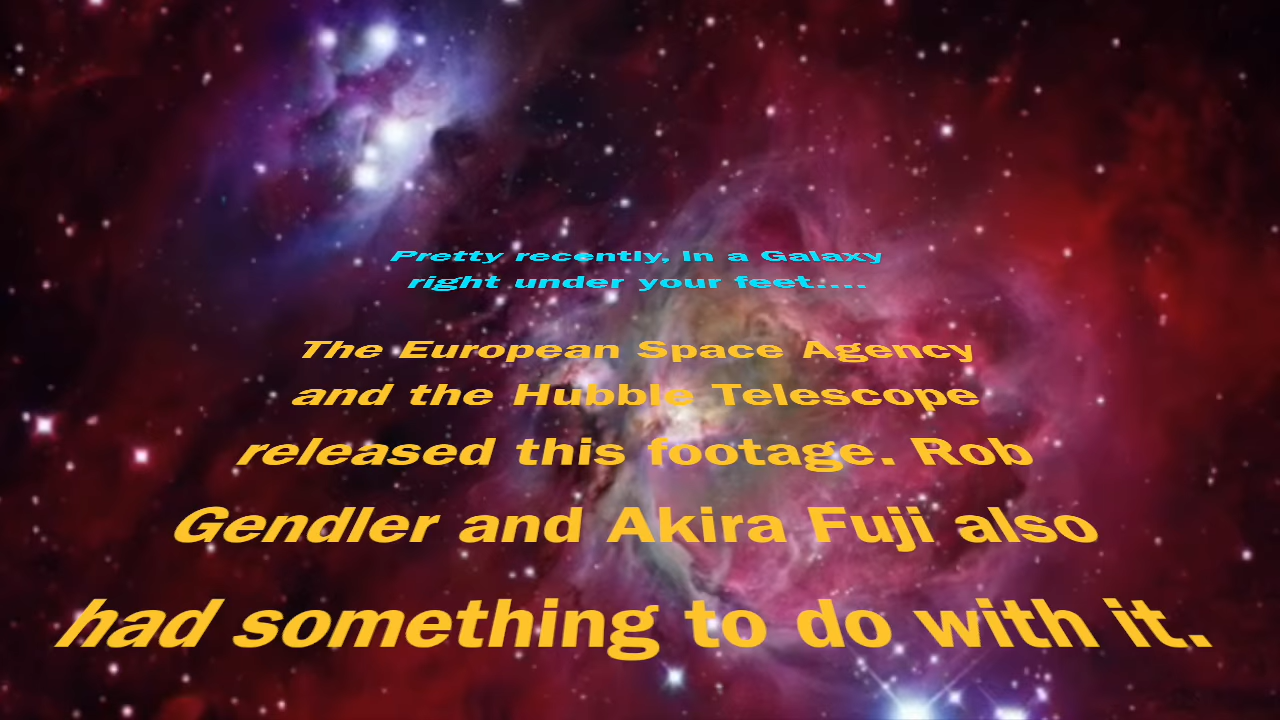 Pretty recently, in a Galaxy
right under your feet.....
The European Space Agency
and the Hubble Telescope
released this footage. Rob
Gendler and Akira Fuji also
had something to do with it.